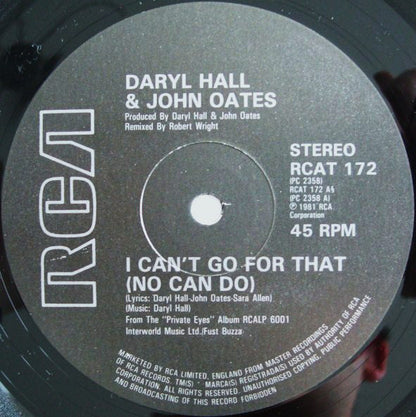 RCA
DARYL HALL
& JOHN OATES
Produced By Daryl Hall & John Oates
Remixed By Robert Wright
STEREO
RCAT 172
(PC 2358)
RCAT 172 A§
(PC 2358 A)
℗ 1981 RCA
Corporation
45 RPM
I CAN'T GO FOR THAT
(NO CAN DO)
(Lyrics: Daryl Hall-John Oates-Sara Allen)
(Music: Daryl Hall)
From The "Private Eyes" Album RCALP 6001
Interworld Music Ltd./Fust Buzza
MARKETED BY RCA LIMITED, ENGLAND FROM MASTER RECORDINGS
OF RCA RECORDS. TM(S) ® - MARCA(S) REGISTRADA(S) USED BY AUTHORITY OF RCA
CORPORATION. ALL RIGHTS RESERVED. UNAUTHORISED COPYING, PUBLIC PERFORMANCE,
AND BROADCASTING OF THIS RECORD FORBIDDEN